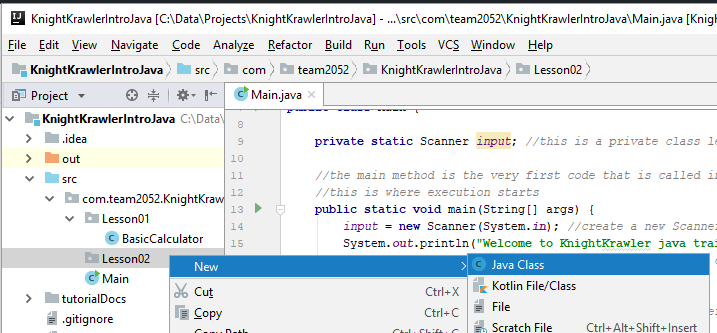 KnightKrawlerIntroJava [C:\Data\Projects\KnightKrawlerIntroJava] - ...\src\com\team2052\KnightKrawlerIntroJava\Main.java [Knigh
File Edit View Navigate Code Analyze Refactor Build Run Tools VCS Window Help
KnightKrawlerIntroJava src com team2052 KnightKrawlerIntroJava Lesson02
Project Main.java
KnightKrawlerIntroJava C:\Data\
.idea
out
src
com.team2052.KnightKraw
Lesson01
BasicCalculator
Lesson02
Main
tutorialDocs
.gitignore
8
9 private static Scanner input; //this is a private class le
10
11 //the main method is the very first code that is called in
12 //this is where execution starts
13 public static void main(String[] args) {
14 input = new Scanner(System.in); //create a new Scanner
15 System.out.println("Welcome to KnightKrawler java trai
New
Cut Ctrl+X
Copy Ctrl+C
Java Class
Kotlin File/Class
File
Scratch File Ctrl+Alt+Shift+Insert